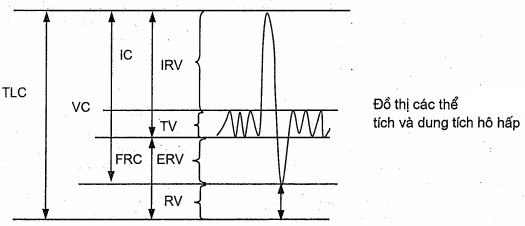 IC
IRV
TLC
VC
TV
FRC
ERV
RV
Đồ thị các thể
tích và dung tích hô hấp